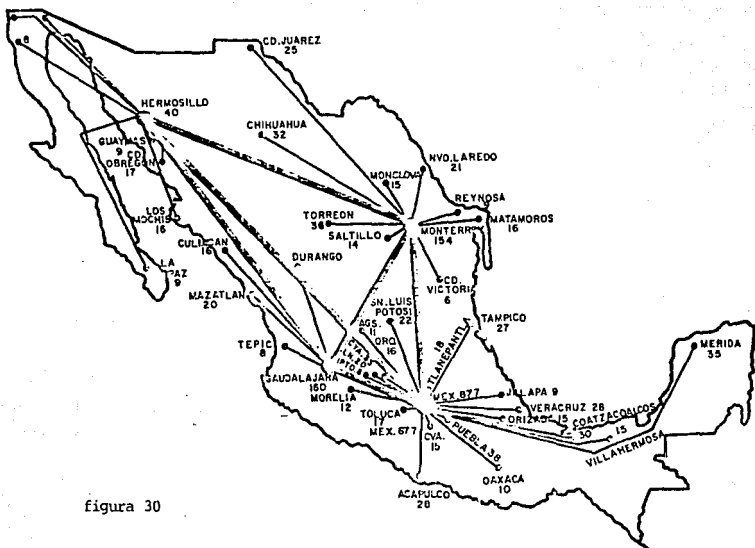 CD. JUAREZ
25
8
HERMOSILLO
40
CHIHUAHUA
32
GUAYMAS
9
CD.
OBREGON
17
NVO. LAREDO
21
MONCLOVA
15
REYNOSA
MATAMOROS
16
LOS
MOCHIS
16
TORREON
36
SALTILLO
14
MONTERREY
154
CULIACAN
16
LA
PAZ
9
DURANGO
CD.
VICTORIA
6
MAZATLAN
20
SN. LUIS
POTOSI
22
AGS.
11
QRO.
16
TAMPICO
27
18
TLANEPANTLA
MERIDA
35
TEPIC
8
GUADALAJARA
160
MORELIA
12
TOLUCA
17
MEX. 677
MEX. 877
JALAPA 9
VERACRUZ 28
ORIZABA 15
COATZACOALCOS
30
15
VILLAHERMOSA
CVA.
15
PUEBLA 38
OAXACA
10
ACAPULCO
28
figura 30